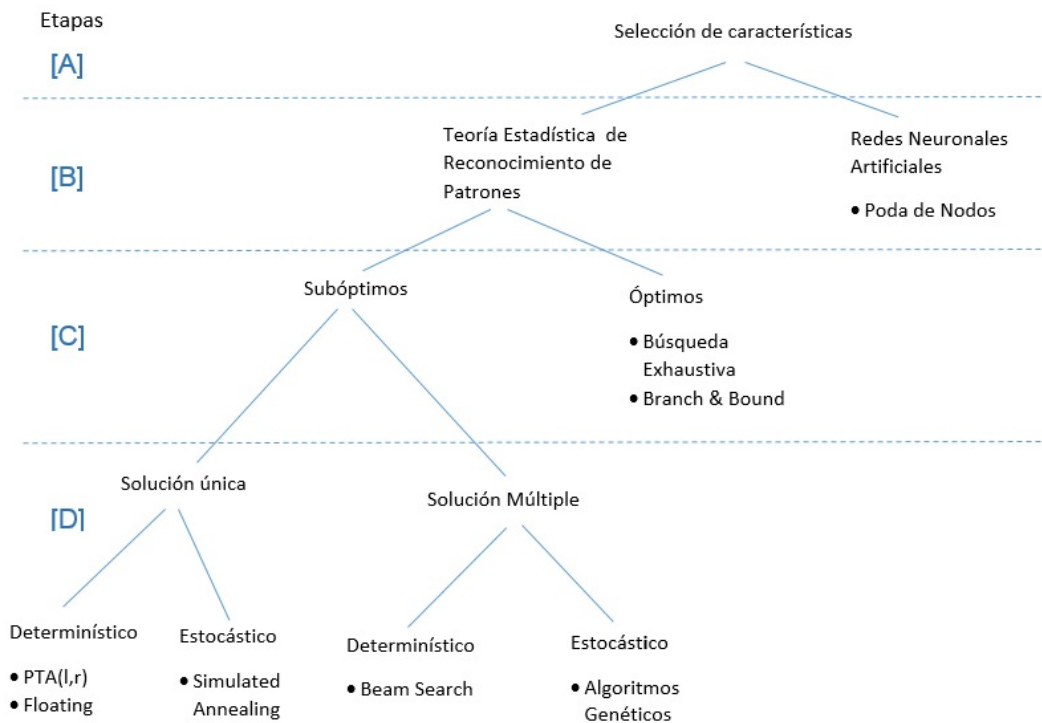 Etapas
Selección de características
[A]
Teoría Estadística de
Reconocimiento de
Patrones
Redes Neuronales
Artificiales
• Poda de Nodos
[B]
Subóptimos
Óptimos
• Búsqueda
Exhaustiva
• Branch & Bound
[C]
Solución única
Solución Múltiple
[D]
Determinístico
• PTA(l,r)
• Floating
Estocástico
• Simulated
Annealing
Determinístico
• Beam Search
Estocástico
• Algoritmos
Genéticos